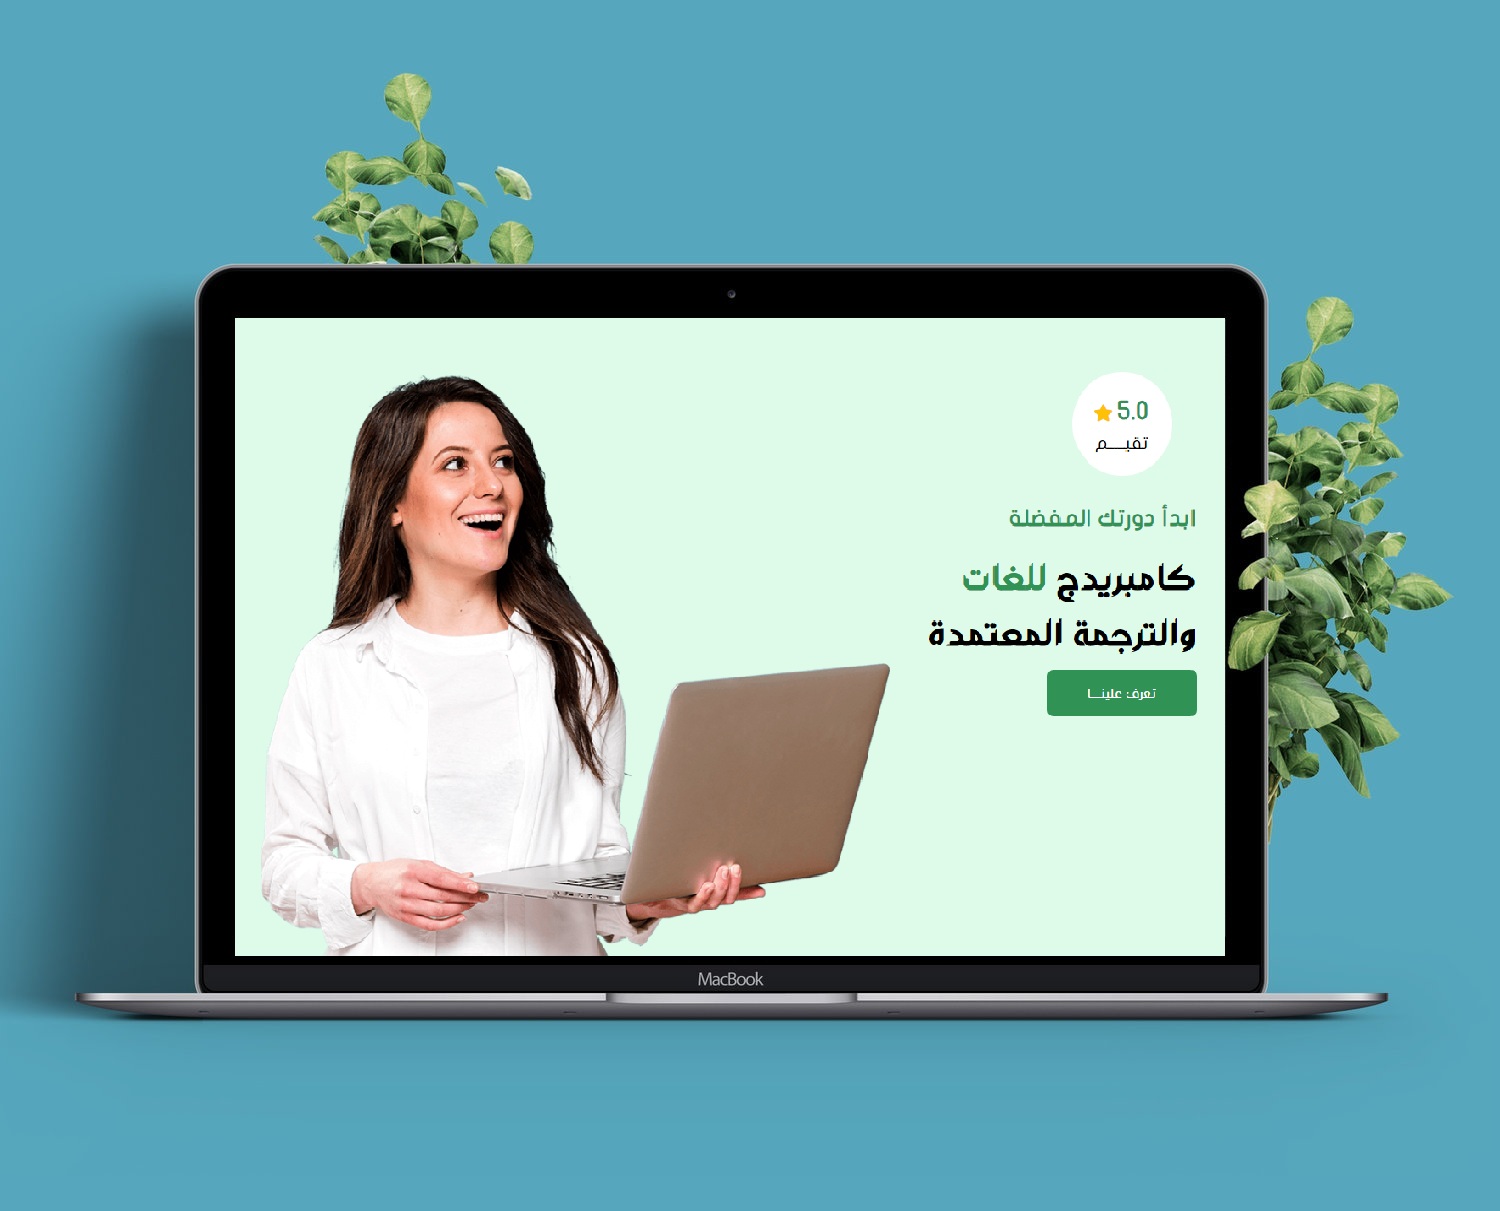 5.0
تقيـــم
ابدأ دورتك المفضلة
كامبريدج للغات
والترجمة المعتمدة
تعرف علينـــا
MacBook